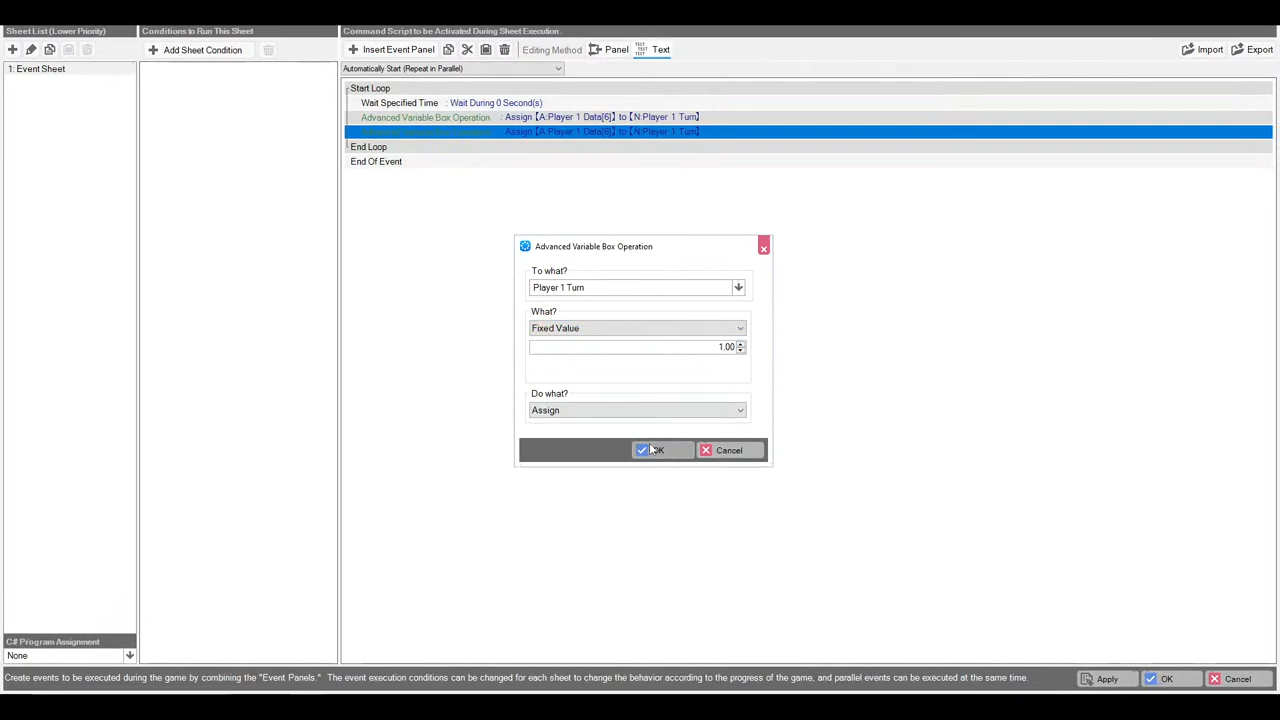 Sheet List (Lower Priority)
Conditions to Run This Sheet
Command Script to be Activated During Sheet Execution.
Add Sheet Condition
Insert Event Panel
Editing Method
Panel
TEXT
Text
Import
Export
1: Event Sheet
Automatically Start (Repeat in Parallel)
Start Loop
Wait Specified Time : Wait During 0 Second(s)
Advanced Variable Box Operation : Assign【A:Player 1 Data[6]】to【N:Player 1 Turn】
Assign【A:Player 1 Data[6]】to【N:Player 1 Turn】
End Loop
End Of Event
Advanced Variable Box Operation
To what?
Player 1 Turn
What?
Fixed Value
1.00
Do what?
Assign
OK
Cancel
C# Program Assignment
None
Create events to be executed during the game by combining the "Event Panels." The event execution conditions can be changed for each sheet to change the behavior according to the progress of the game, and parallel events can be executed at the same time.
Apply
OK
Cancel